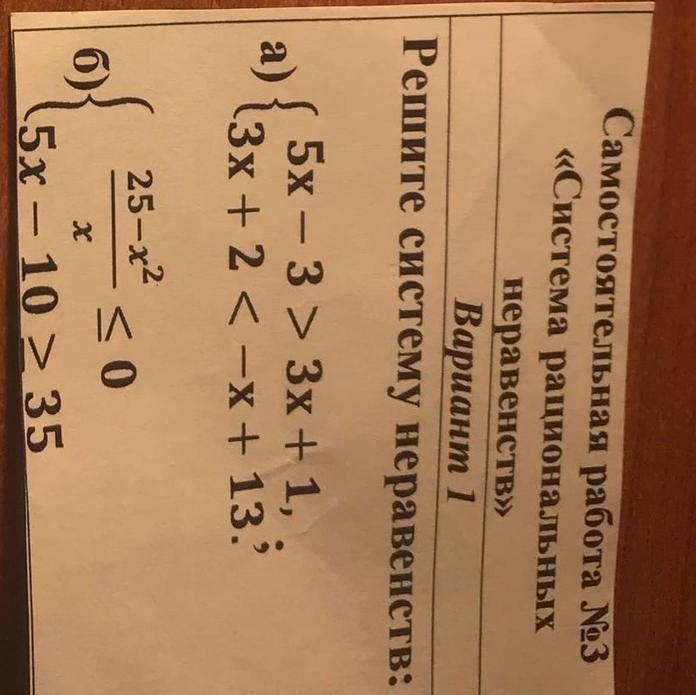 Самостоятельная работа №3
«Система рациональных
неравенств»
Вариант 1
Решите систему неравенств:
а) { 5x − 3 > 3x + 1,
3x + 2 < −x + 13. ;
б) { (25−x²)/x ≤ 0
5x − 10 ≥ 35